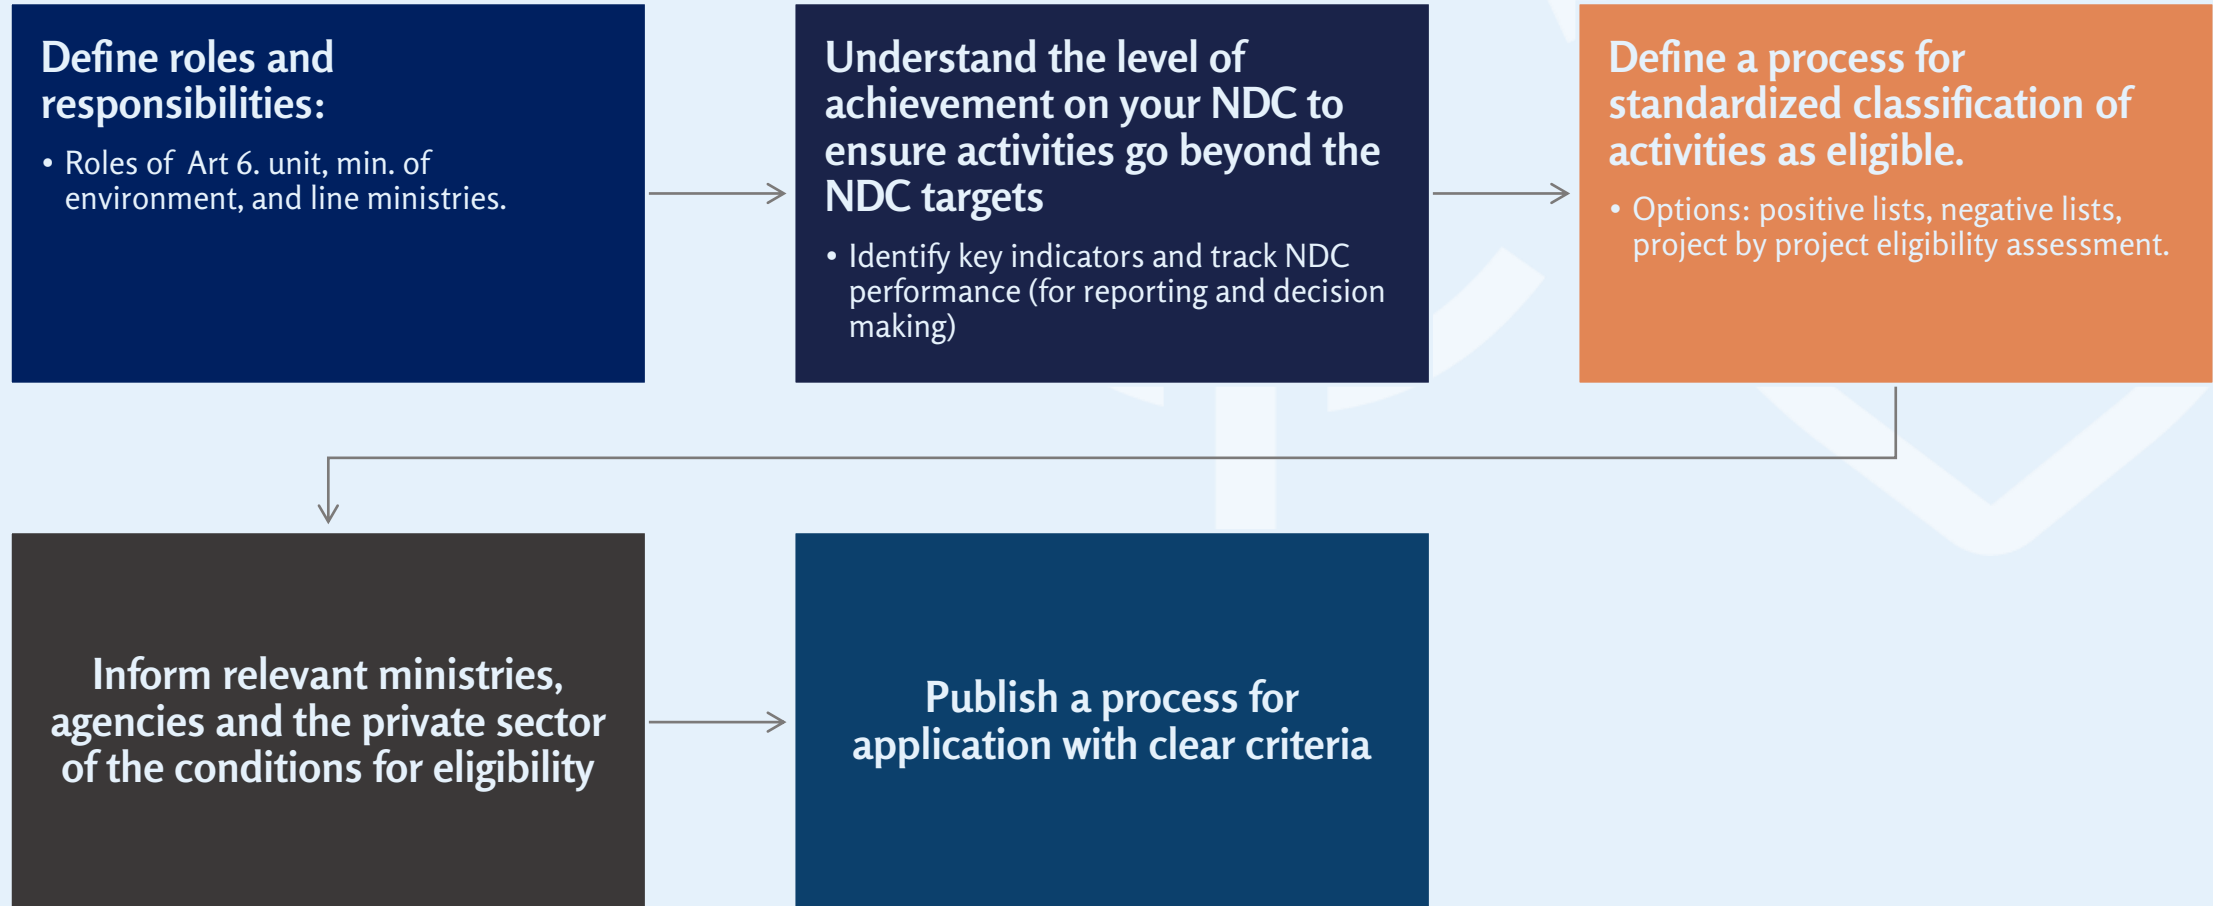 Define roles and
responsibilities:
• Roles of Art 6. unit, min. of
environment, and line ministries.
Understand the level of
achievement on your NDC to
ensure activities go beyond the
NDC targets
• Identify key indicators and track NDC
performance (for reporting and decision
making)
Define a process for
standardized classification of
activities as eligible.
• Options: positive lists, negative lists,
project by project eligibility assessment.
Inform relevant ministries,
agencies and the private sector
of the conditions for eligibility
Publish a process for
application with clear criteria